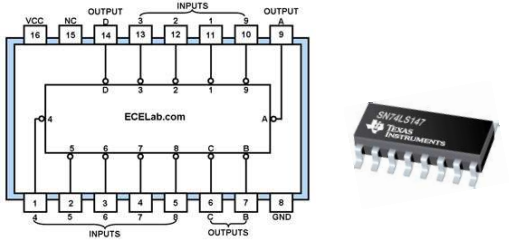 INPUTS
VCC NC OUTPUT D 3 2 1 9 OUTPUT A
16 15 14 13 12 11 10 9
D 3 2 1 9
ECELab.com
4 A
5 6 7 8 C B
1 2 3 4 5 6 7 8
4 5 6 7 8 C B GND
INPUTS OUTPUTS
SN74LS147
TEXAS
INSTRUMENTS